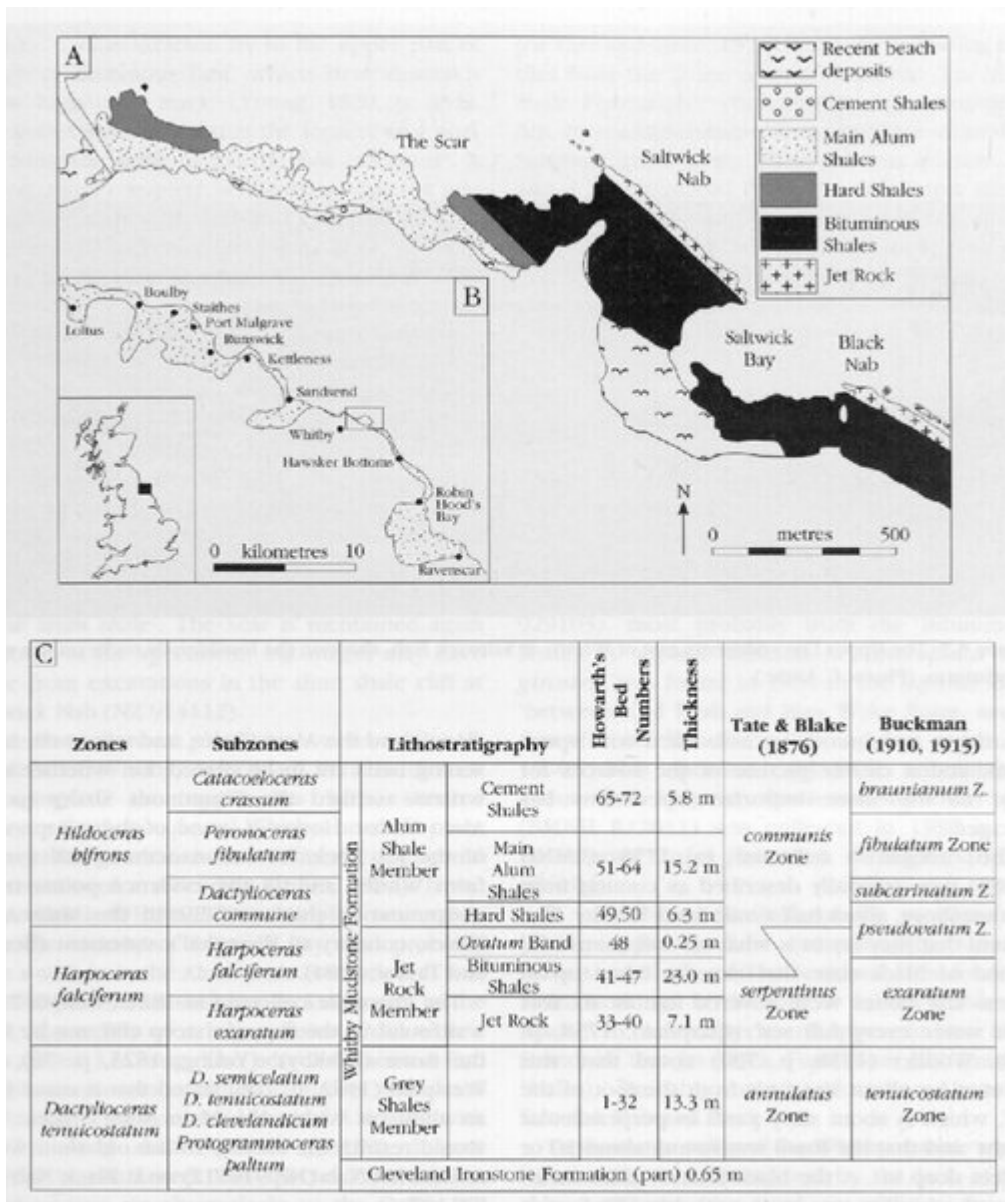 A
The Scar
Saltwick
Nab
Saltwick
Bay
Black
Nab
Recent beach
deposits
Cement Shales
Main Alum
Shales
Hard Shales
Bituminous
Shales
Jet Rock
B
Boulby
Staithes
Port Mulgrave
Runswick
Loftus
Kettleness
Sandsend
Whitby
Hawsker Bottoms
Robin
Hood's
Bay
Ravenscar
0 kilometres 10
N
0 metres 500
C
Zones
Subzones
Lithostratigraphy
Howarth's
Bed
Numbers
Thickness
Tate & Blake
(1876)
Buckman
(1910, 1915)
Hildoceras
bifrons
Harpoceras
falciferum
Dactylioceras
tenuicostatum
Catacoeloceras
crassum
Peronoceras
fibulatum
Dactylioceras
commune
Harpoceras
falciferum
Harpoceras
exaratum
D. semicelatum
D. tenuicostatum
D. clevelandicum
Protogrammoceras
paltum
Whitby Mudstone Formation
Alum
Shale
Member
Jet
Rock
Member
Grey
Shales
Member
Cement
Shales
65-72 5.8 m
Main
Alum
Shales
51-64 15.2 m
Hard Shales 49,50 6.3 m
Ovatum Band 48 0.25 m
Bituminous
Shales
41-47 23.0 m
Jet Rock 33-40 7.1 m
1-32 13.3 m
Cleveland Ironstone Formation (part) 0.65 m
communis
Zone
serpentinus
Zone
annulatus
Zone
braunianum Z.
fibulatum Zone
subcarinatum Z.
pseudovatum Z.
exaratum
Zone
tenuicostatum
Zone